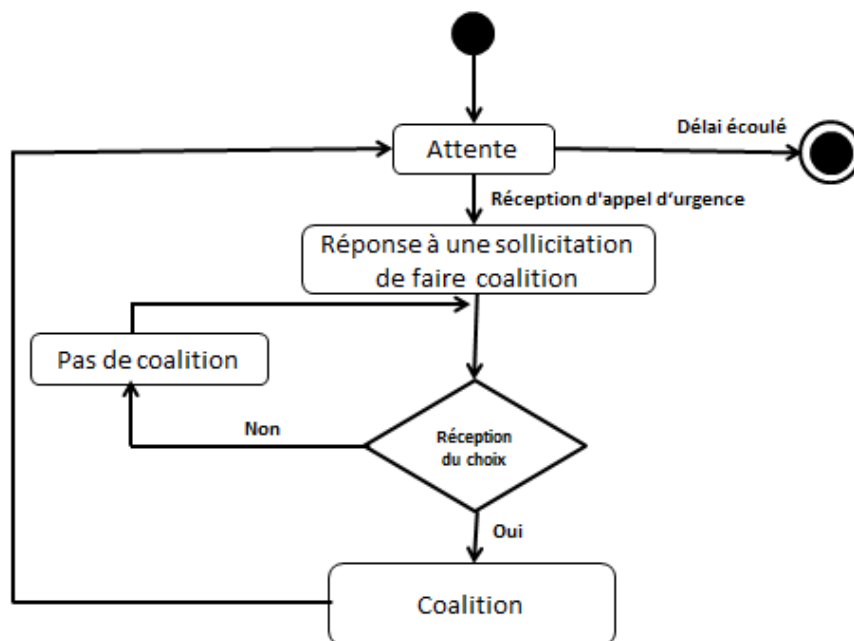 Délai écoulé
Attente
Réception d'appel d‘urgence
Réponse à une sollicitation
de faire coalition
Pas de coalition
Non
Réception
du choix
Oui
Coalition